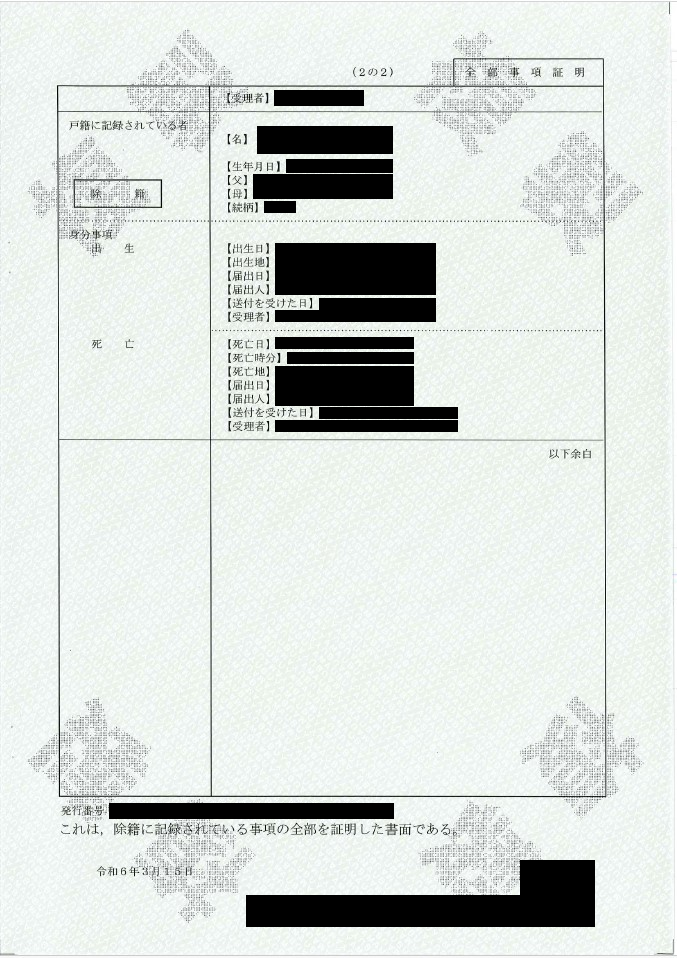 （２の２）
全部事項証明
【受理者】
戸籍に記録されている者
【名】
【生年月日】
【父】
除籍
【母】
【続柄】
身分事項
出生
【出生日】
【出生地】
【届出日】
【届出人】
【送付を受けた日】
【受理者】
死亡
【死亡日】
【死亡時分】
【死亡地】
【届出日】
【届出人】
【送付を受けた日】
【受理者】
以下余白
発行番号
これは，除籍に記録されている事項の全部を証明した書面である。
令和６年３月１５日